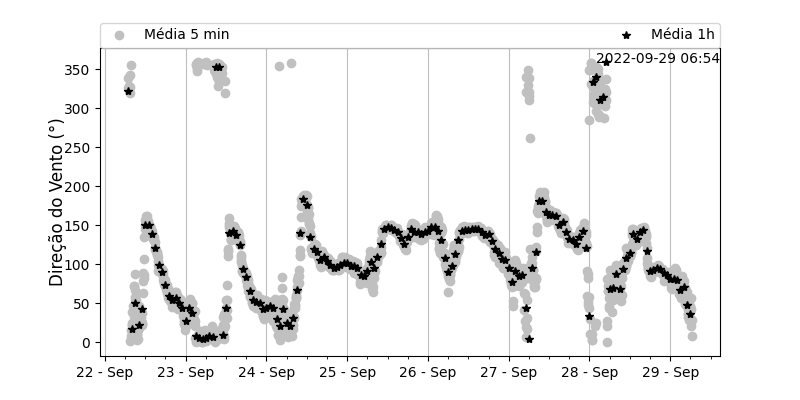 Média 5 min
Média 1h
2022-09-29 06:54
Direção do Vento (°)
350
300
250
200
150
100
50
0
22 - Sep
23 - Sep
24 - Sep
25 - Sep
26 - Sep
27 - Sep
28 - Sep
29 - Sep